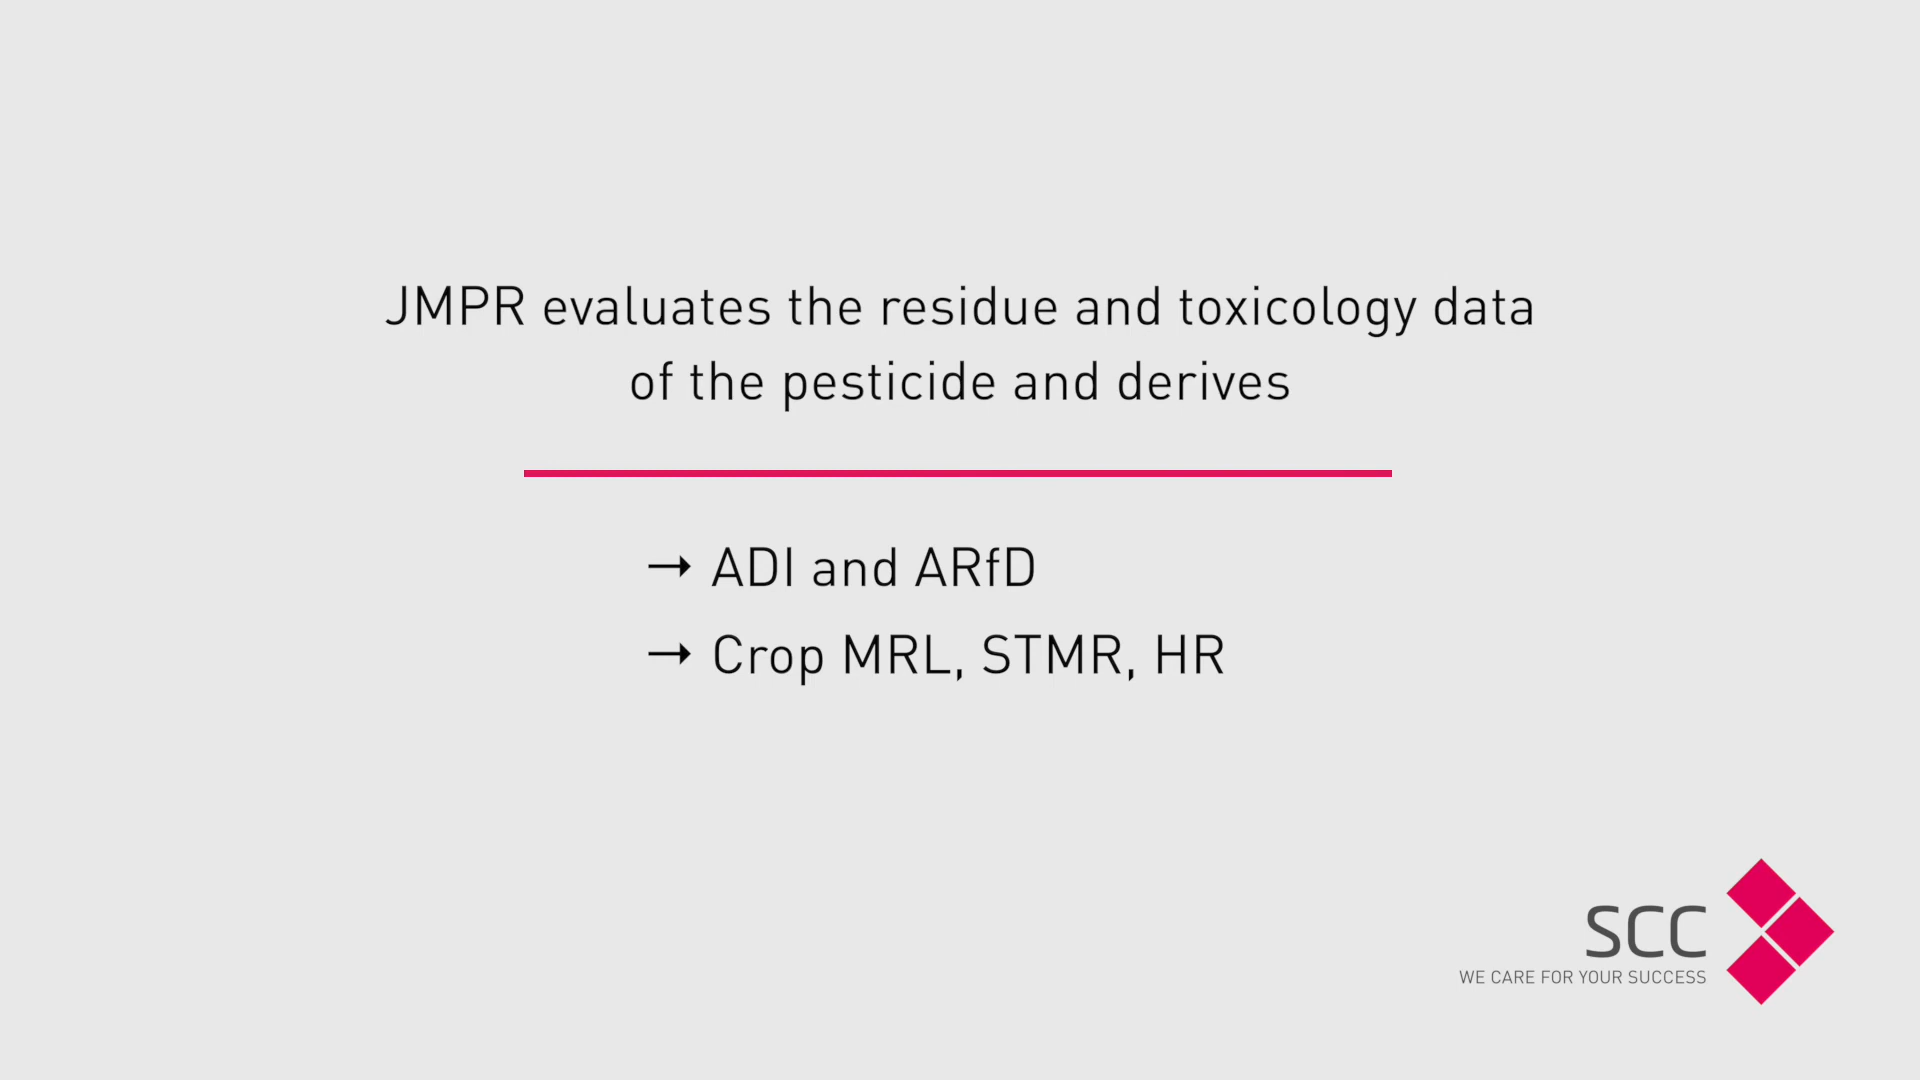 JMPR evaluates the residue and toxicology data
of the pesticide and derives
→ ADI and ARfD
→ Crop MRL, STMR, HR
SCC
WE CARE FOR YOUR SUCCESS